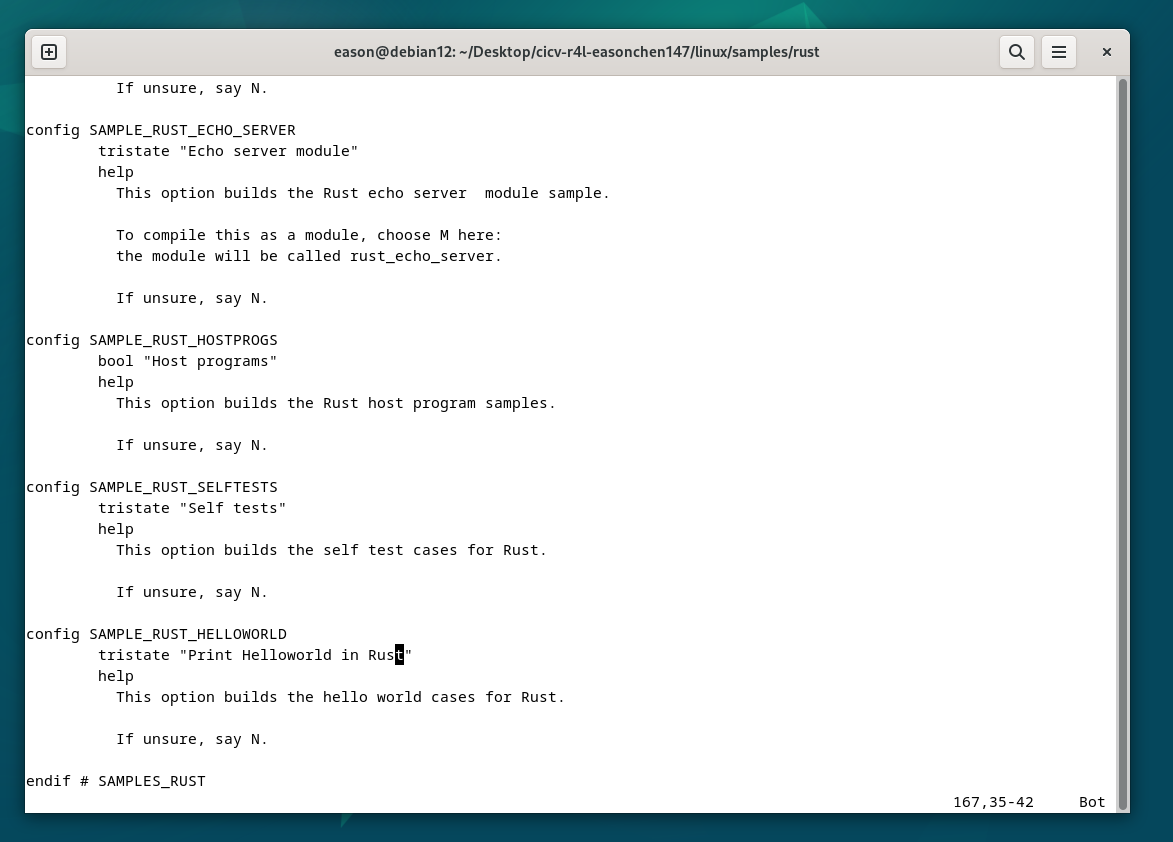 eason@debian12: ~/Desktop/cicv-r4l-easonchen147/linux/samples/rust
If unsure, say N.
config SAMPLE_RUST_ECHO_SERVER
tristate "Echo server module"
help
This option builds the Rust echo server  module sample.
To compile this as a module, choose M here:
the module will be called rust_echo_server.
If unsure, say N.
config SAMPLE_RUST_HOSTPROGS
bool "Host programs"
help
This option builds the Rust host program samples.
If unsure, say N.
config SAMPLE_RUST_SELFTESTS
tristate "Self tests"
help
This option builds the self test cases for Rust.
If unsure, say N.
config SAMPLE_RUST_HELLOWORLD
tristate "Print Helloworld in Rust"
help
This option builds the hello world cases for Rust.
If unsure, say N.
endif # SAMPLES_RUST
167,35-42 Bot